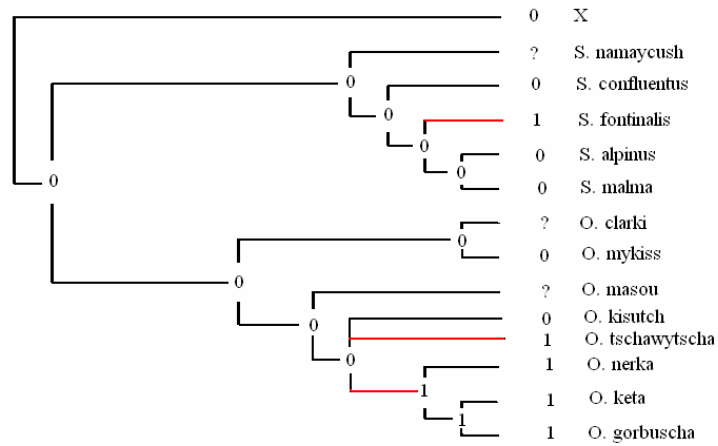 0 X
? S. namaycush
0
0 S. confluentus
0
1 S. fontinalis
0
0 S. alpinus
0
0
0 S. malma
? O. clarki
0
0 O. mykiss
0
? O. masou
0
0 O. kisutch
1 O. tschawytscha
0
1 O. nerka
1
1 O. keta
1
1 O. gorbuscha